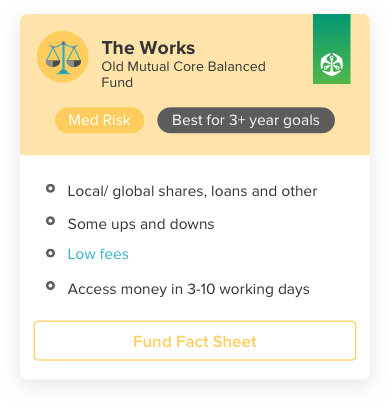 The Works
Old Mutual Core Balanced
Fund
Med Risk
Best for 3+ year goals
Local/ global shares, loans and other
Some ups and downs
Low fees
Access money in 3-10 working days
Fund Fact Sheet